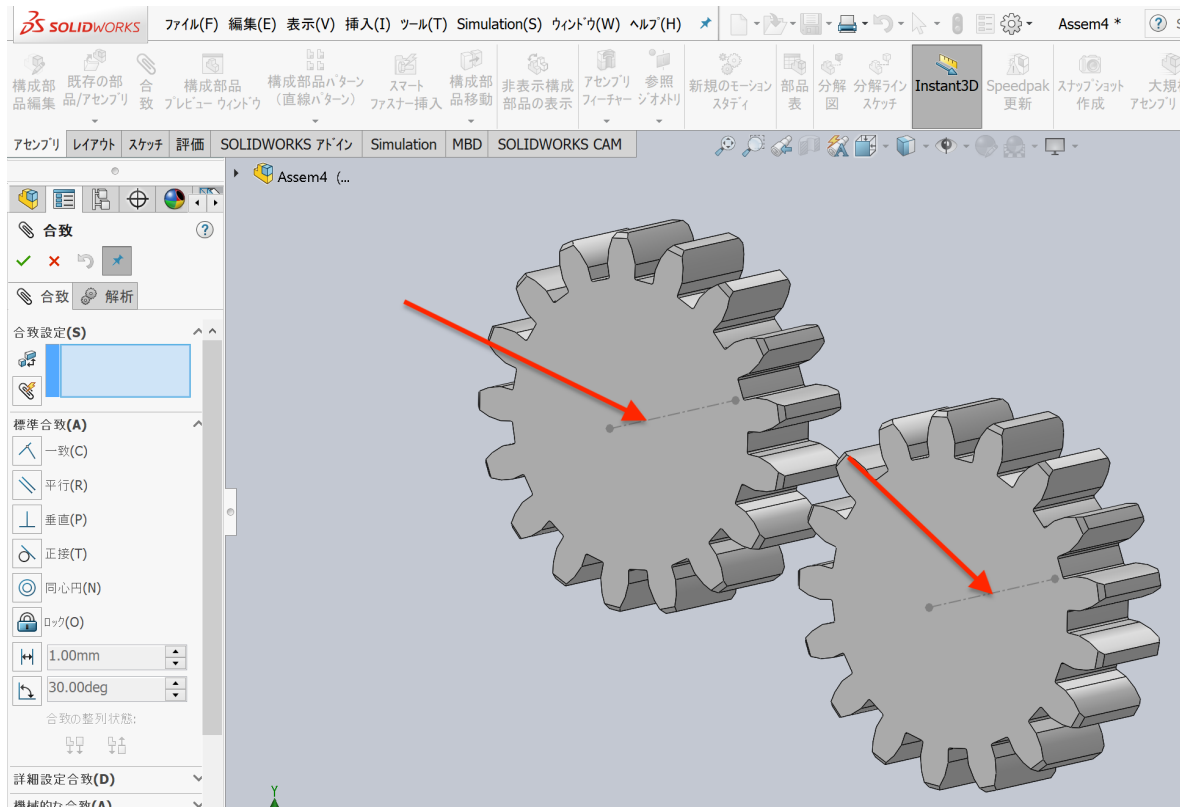 SOLIDWORKS ファイル(F) 編集(E) 表示(V) 挿入(I) ツール(T) Simulation(S) ウィンドウ(W) ヘルプ(H) Assem4 * ?
構成部品編集
既存の部品/アセンブリ
合致
構成部品プレビュー ウィンドウ
構成部品パターン(直線パターン)
スマートファスナー挿入
構成部品移動
非表示構成部品の表示
アセンブリフィーチャー
参照ジオメトリ
新規のモーションスタディ
部品表
分解図
分解ラインスケッチ
Instant3D
Speedpak更新
スナップショット作成
大規
アセンブリ
アセンブリ レイアウト スケッチ 評価 SOLIDWORKS アドイン Simulation MBD SOLIDWORKS CAM
Assem4 (...
合致 ?
合致 解析
合致設定(S)
標準合致(A)
一致(C)
平行(R)
垂直(P)
正接(T)
同心円(N)
ロック(O)
1.00mm
30.00deg
合致の整列状態:
詳細設定合致(D)
機械的な合致(A)
Y